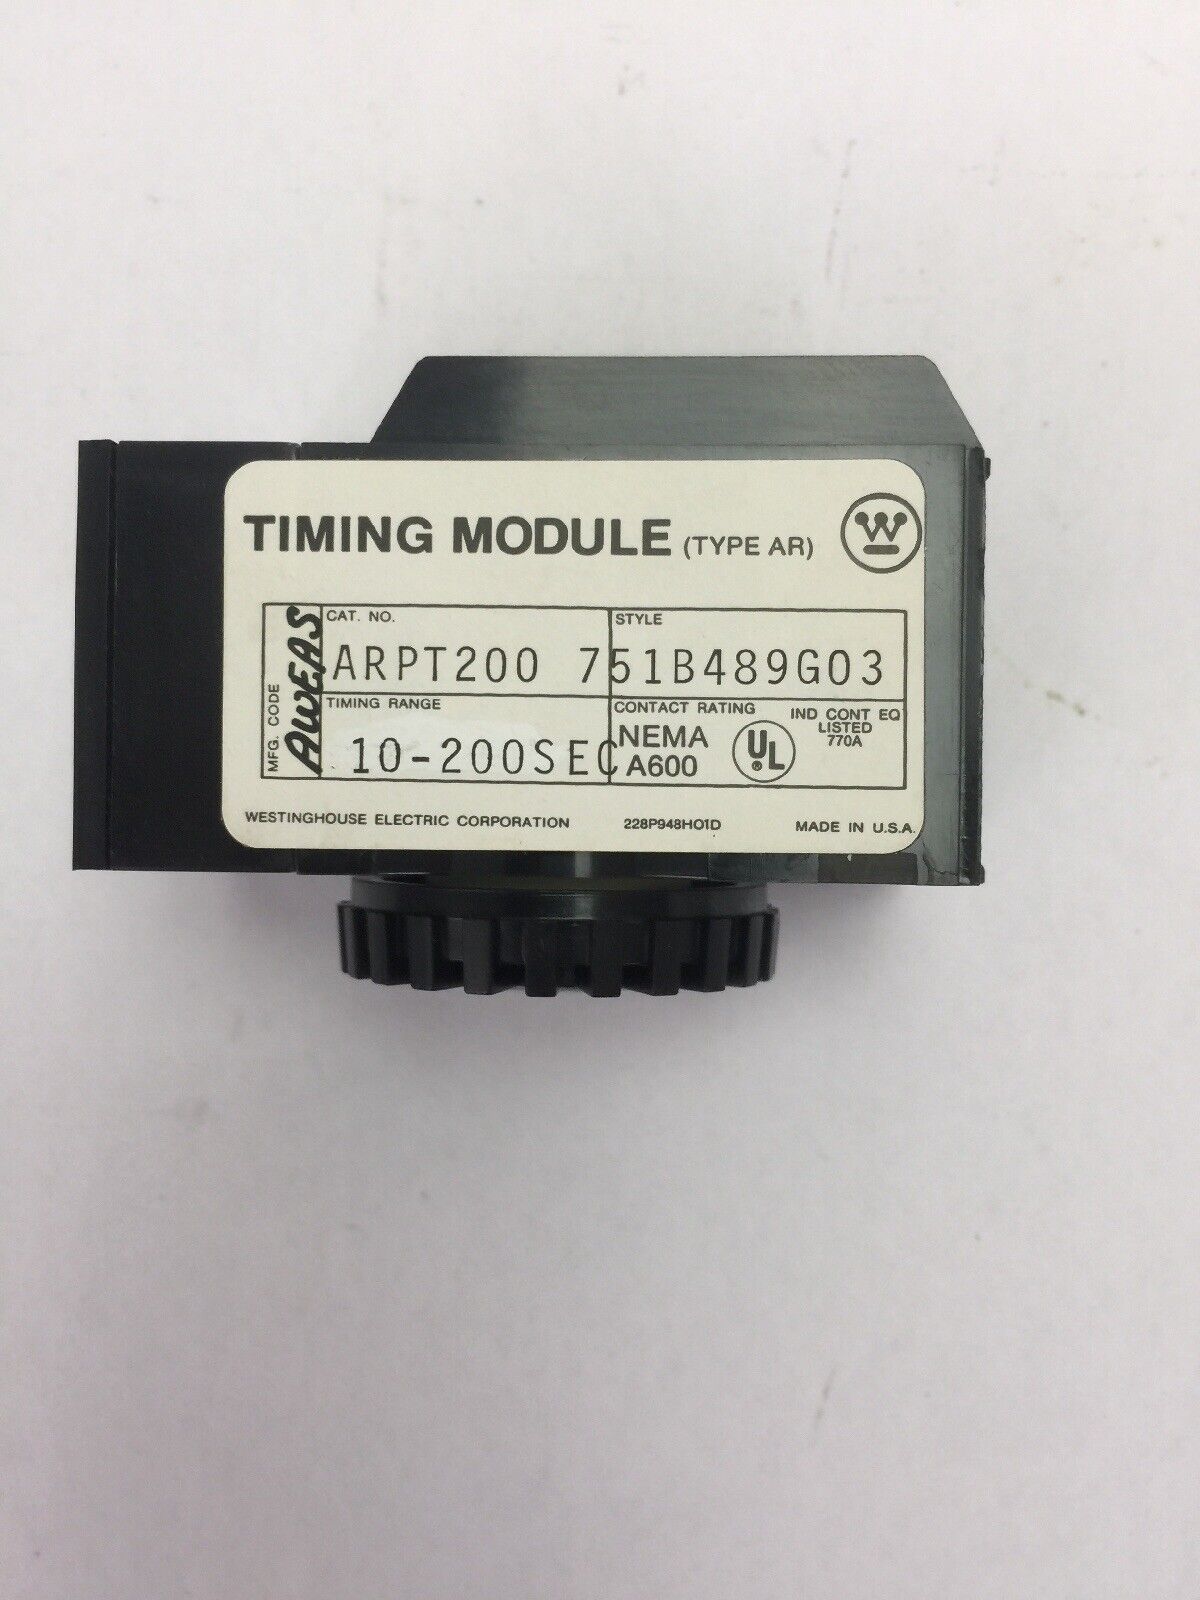 TIMING MODULE (TYPE AR)
W
MFG. CODE
AWEAS
CAT. NO.
STYLE
ARPT200 751B489G03
TIMING RANGE
10-200SEC
CONTACT RATING
NEMA
A600
UL
®
IND CONT EQ
LISTED
770A
WESTINGHOUSE ELECTRIC CORPORATION 228P948HO1D MADE IN U.S.A.